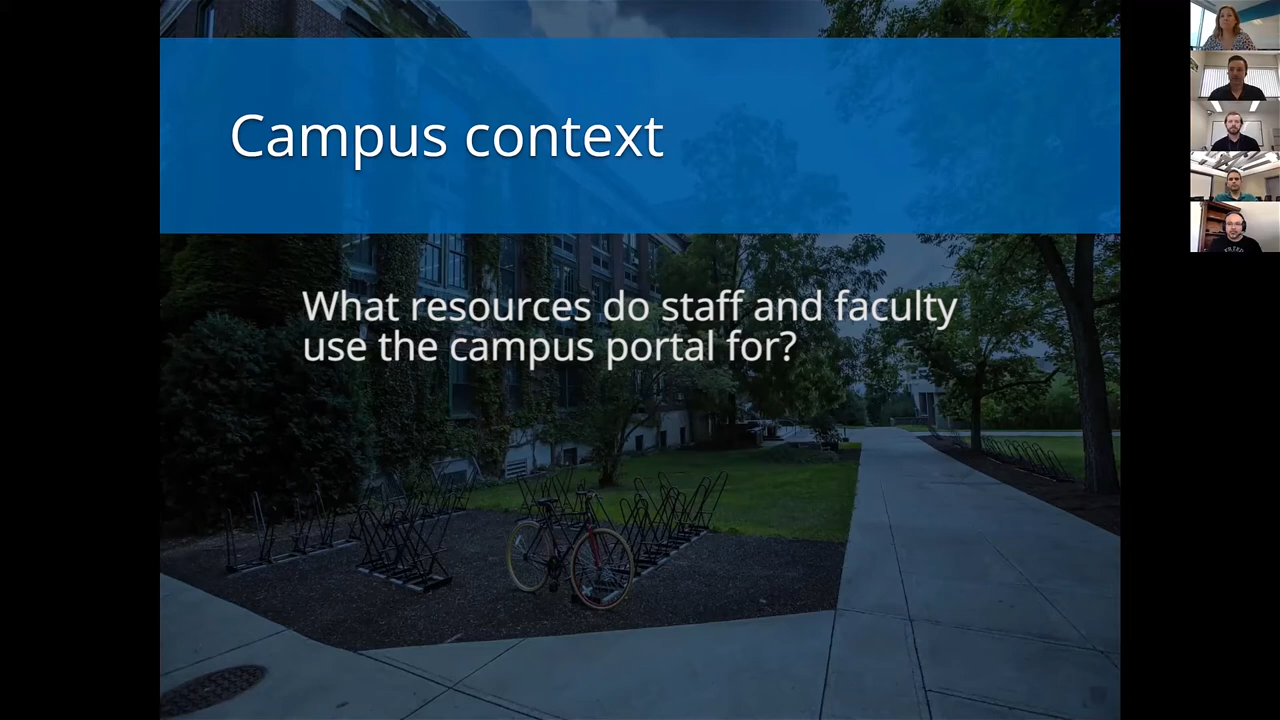 Campus context
What resources do staff and faculty
use the campus portal for?